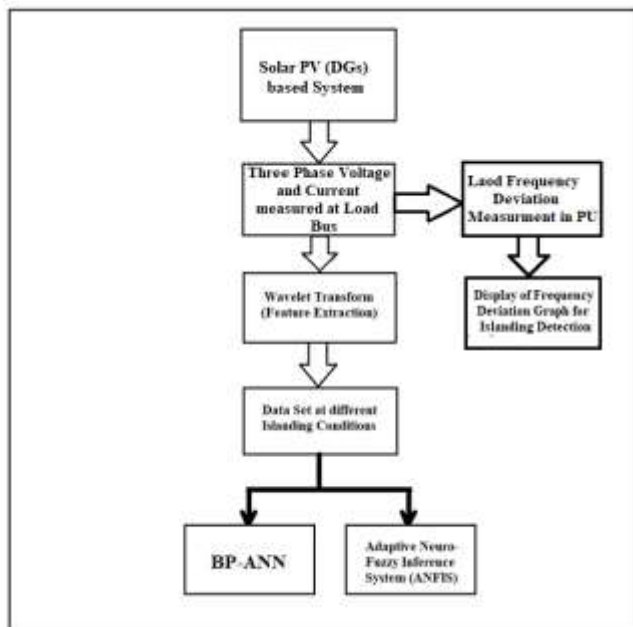 Solar PV (DGs)
based System
Three Phase Voltage
and Current
measured at Load
Bus
Laod Frequency
Deviation
Measurment in PU
Wavelet Transform
(Feature Extraction)
Display of Frequency
Deviation Graph for
Islanding Detection
Data Set at different
Islanding Conditions
BP-ANN
Adaptive Neuro-
Fuzzy Inference
System (ANFIS)